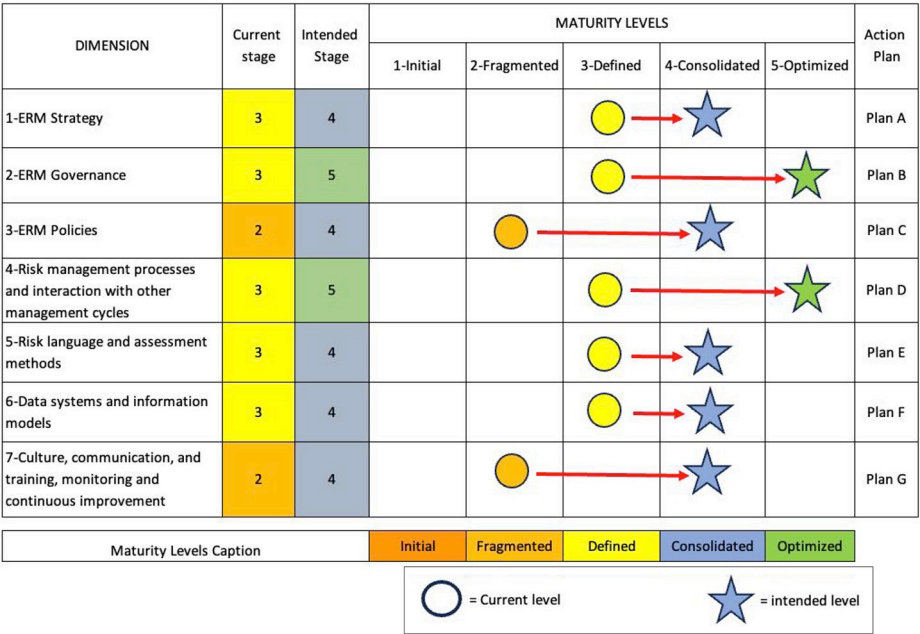 DIMENSION
Current
stage
Intended
Stage
MATURITY LEVELS
Action
Plan
1-Initial
2-Fragmented
3-Defined
4-Consolidated
5-Optimized
1-ERM Strategy
3
4
Plan A
2-ERM Governance
3
5
Plan B
3-ERM Policies
2
4
Plan C
4-Risk management processes
and interaction with other
management cycles
3
5
Plan D
5-Risk language and assessment
methods
3
4
Plan E
6-Data systems and information
models
3
4
Plan F
7-Culture, communication, and
training, monitoring and
continuous improvement
2
4
Plan G
Maturity Levels Caption
Initial
Fragmented
Defined
Consolidated
Optimized
= Current level
= intended level